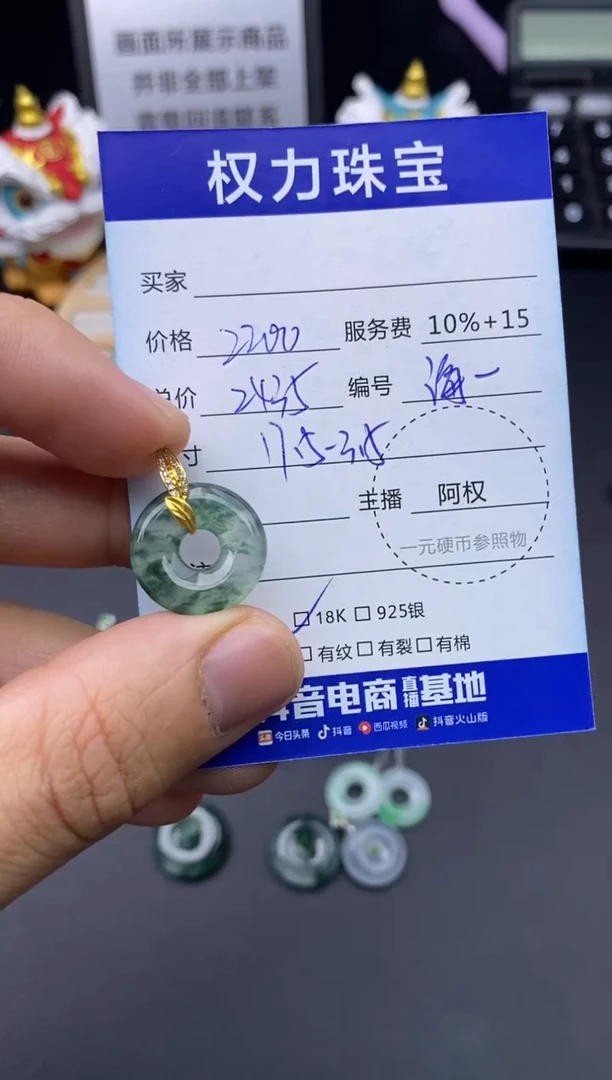 画面所展示商品
并非全部上架
权力珠宝
买家
价格 2200 服务费 10%+15
总价 2435 编号 海一
寸 17.5-3.5
主播 阿权
一元硬币参照物
18K 925银
有纹 有裂 有棉
抖音电商直播基地
今日头条 抖音 西瓜视频 抖音火山版